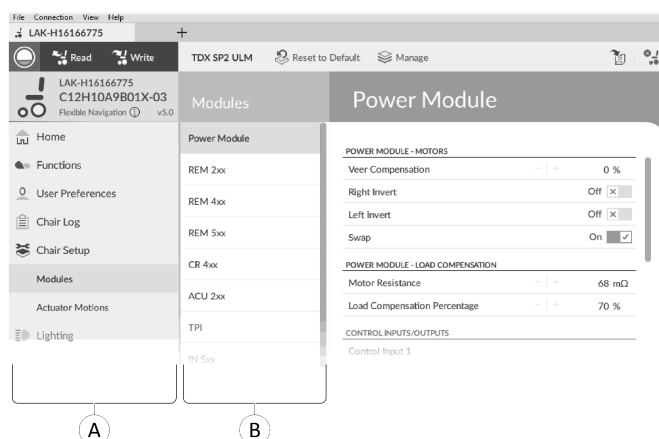 File Connection View Help
LAK-H16166775 +
Read Write TDX SP2 ULM Reset to Default Manage
LAK-H16166775
C12H10A9B01X-03
Flexible Navigation v5.0
Modules
Power Module
Home
Functions
User Preferences
Chair Log
Chair Setup
Modules
Actuator Motions
Lighting
Power Module
REM 2xx
REM 4xx
REM 5xx
CR 4xx
ACU 2xx
TPI
IN 5xx
POWER MODULE - MOTORS
Veer Compensation - + 0 %
Right Invert Off
Left Invert Off
Swap On
POWER MODULE - LOAD COMPENSATION
Motor Resistance - + 68 mΩ
Load Compensation Percentage - + 70 %
CONTROL INPUTS/OUTPUTS
Control Input 1
A
B